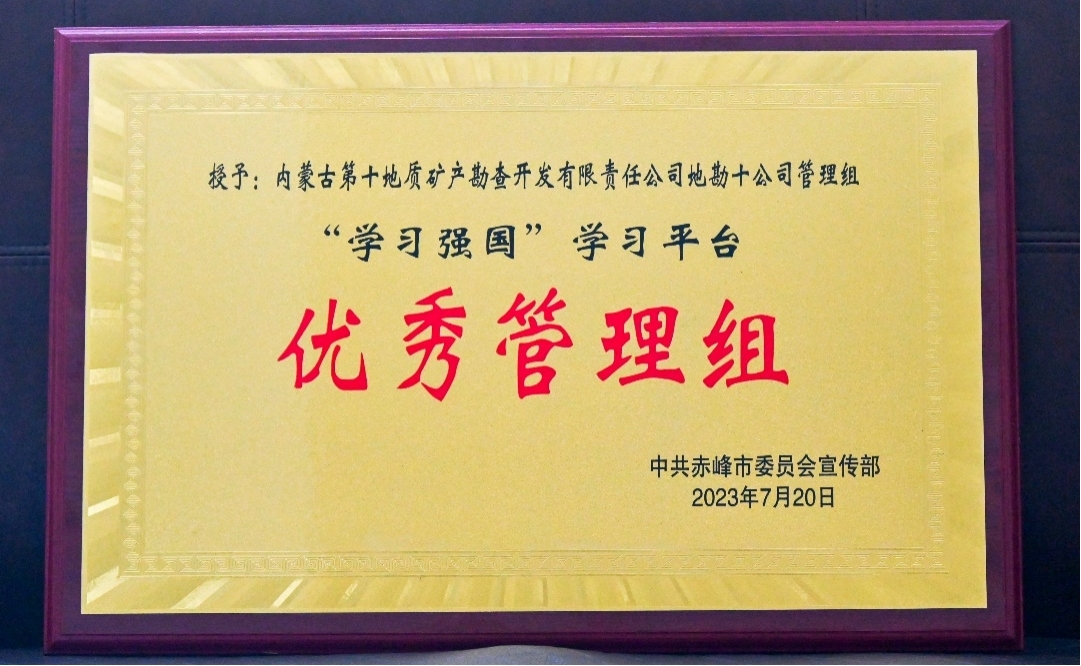 授予：内蒙古第十地质矿产勘查开发有限责任公司地勘十公司管理组
“学习强国”学习平台
优秀管理组
中共赤峰市委员会宣传部
2023年7月20日